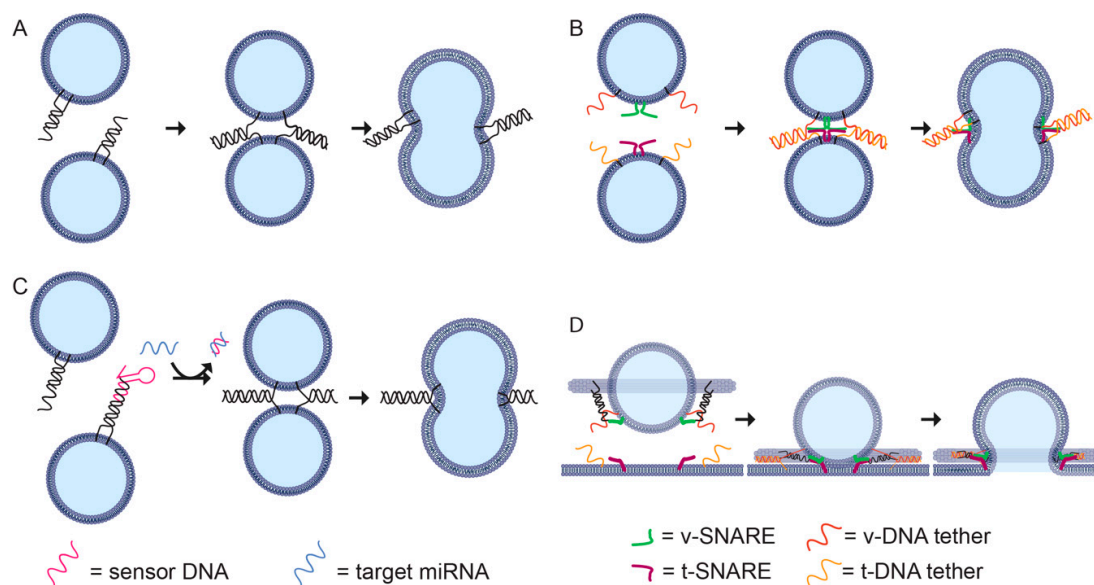 A
B
C
D
= v-SNARE
= v-DNA tether
= t-SNARE
= t-DNA tether
= sensor DNA
= target miRNA